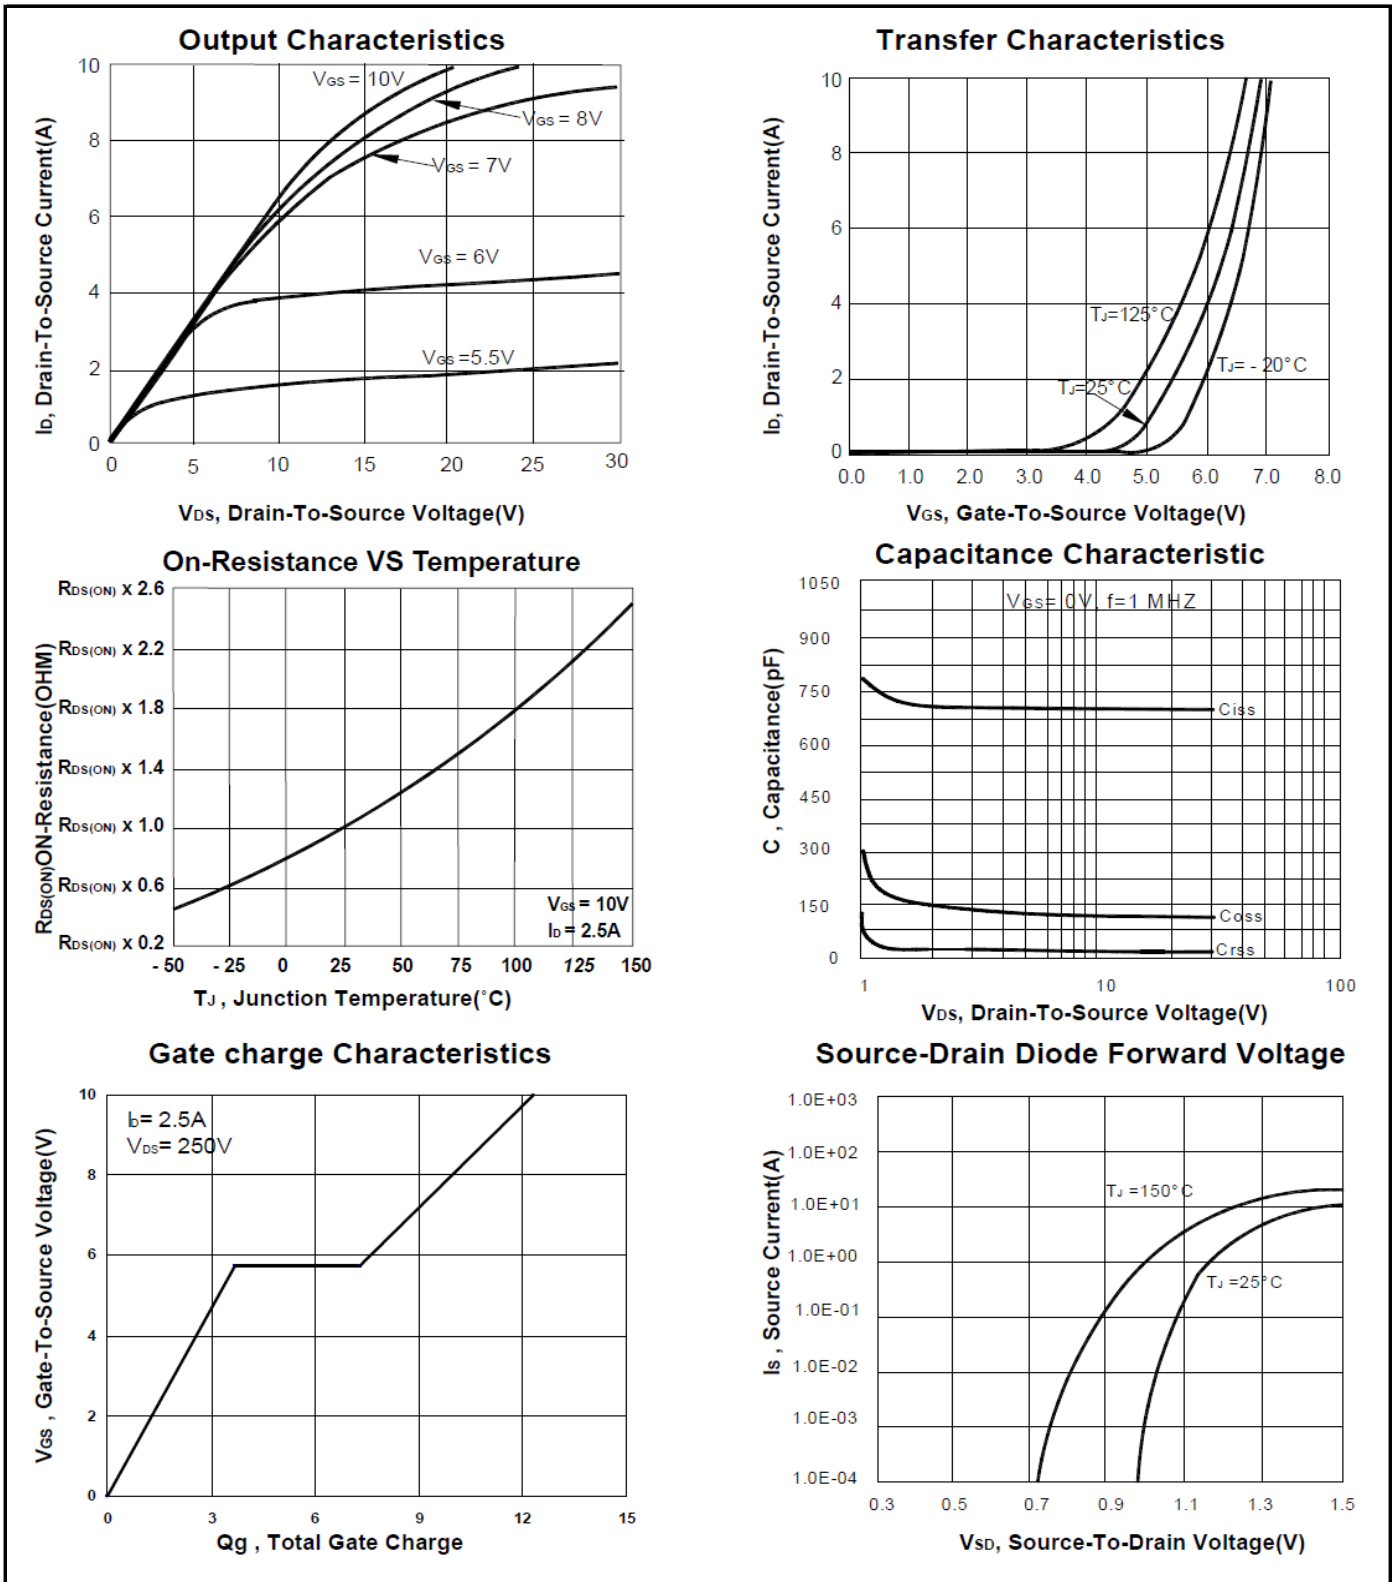 Output Characteristics
ID, Drain-To-Source Current(A)
10
8
6
4
2
0
VGS = 10V
VGS = 8V
VGS = 7V
VGS = 6V
VGS =5.5V
0 5 10 15 20 25 30
VDS, Drain-To-Source Voltage(V)
Transfer Characteristics
ID, Drain-To-Source Current(A)
10
8
6
4
2
0
TJ=125°C
TJ=25°C
TJ= - 20°C
0.0 1.0 2.0 3.0 4.0 5.0 6.0 7.0 8.0
VGS, Gate-To-Source Voltage(V)
On-Resistance VS Temperature
RDS(ON)ON-Resistance(OHM)
RDS(ON) X 2.6
RDS(ON) X 2.2
RDS(ON) X 1.8
RDS(ON) X 1.4
RDS(ON) X 1.0
RDS(ON) X 0.6
RDS(ON) X 0.2
VGS = 10V
ID = 2.5A
- 50 - 25 0 25 50 75 100 125 150
TJ , Junction Temperature(°C)
Capacitance Characteristic
C , Capacitance(pF)
1050
900
750
600
450
300
150
0
VGS= 0V, f=1 MHZ
Ciss
Coss
Crss
1 10 100
VDS, Drain-To-Source Voltage(V)
Gate charge Characteristics
VGS , Gate-To-Source Voltage(V)
10
8
6
4
2
0
ID= 2.5A
VDS= 250V
0 3 6 9 12 15
Qg , Total Gate Charge
Source-Drain Diode Forward Voltage
IS , Source Current(A)
1.0E+03
1.0E+02
1.0E+01
1.0E+00
1.0E-01
1.0E-02
1.0E-03
1.0E-04
TJ =150°C
TJ =25°C
0.3 0.5 0.7 0.9 1.1 1.3 1.5
VSD, Source-To-Drain Voltage(V)